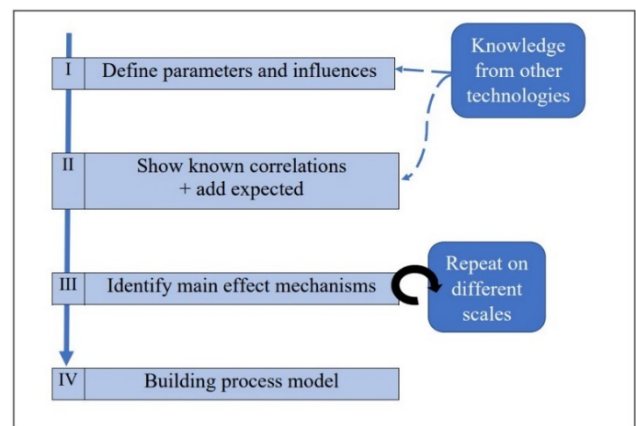 I Define parameters and influences
Knowledge
from other
technologies
II Show known correlations
+ add expected
III Identify main effect mechanisms
Repeat on
different
scales
IV Building process model